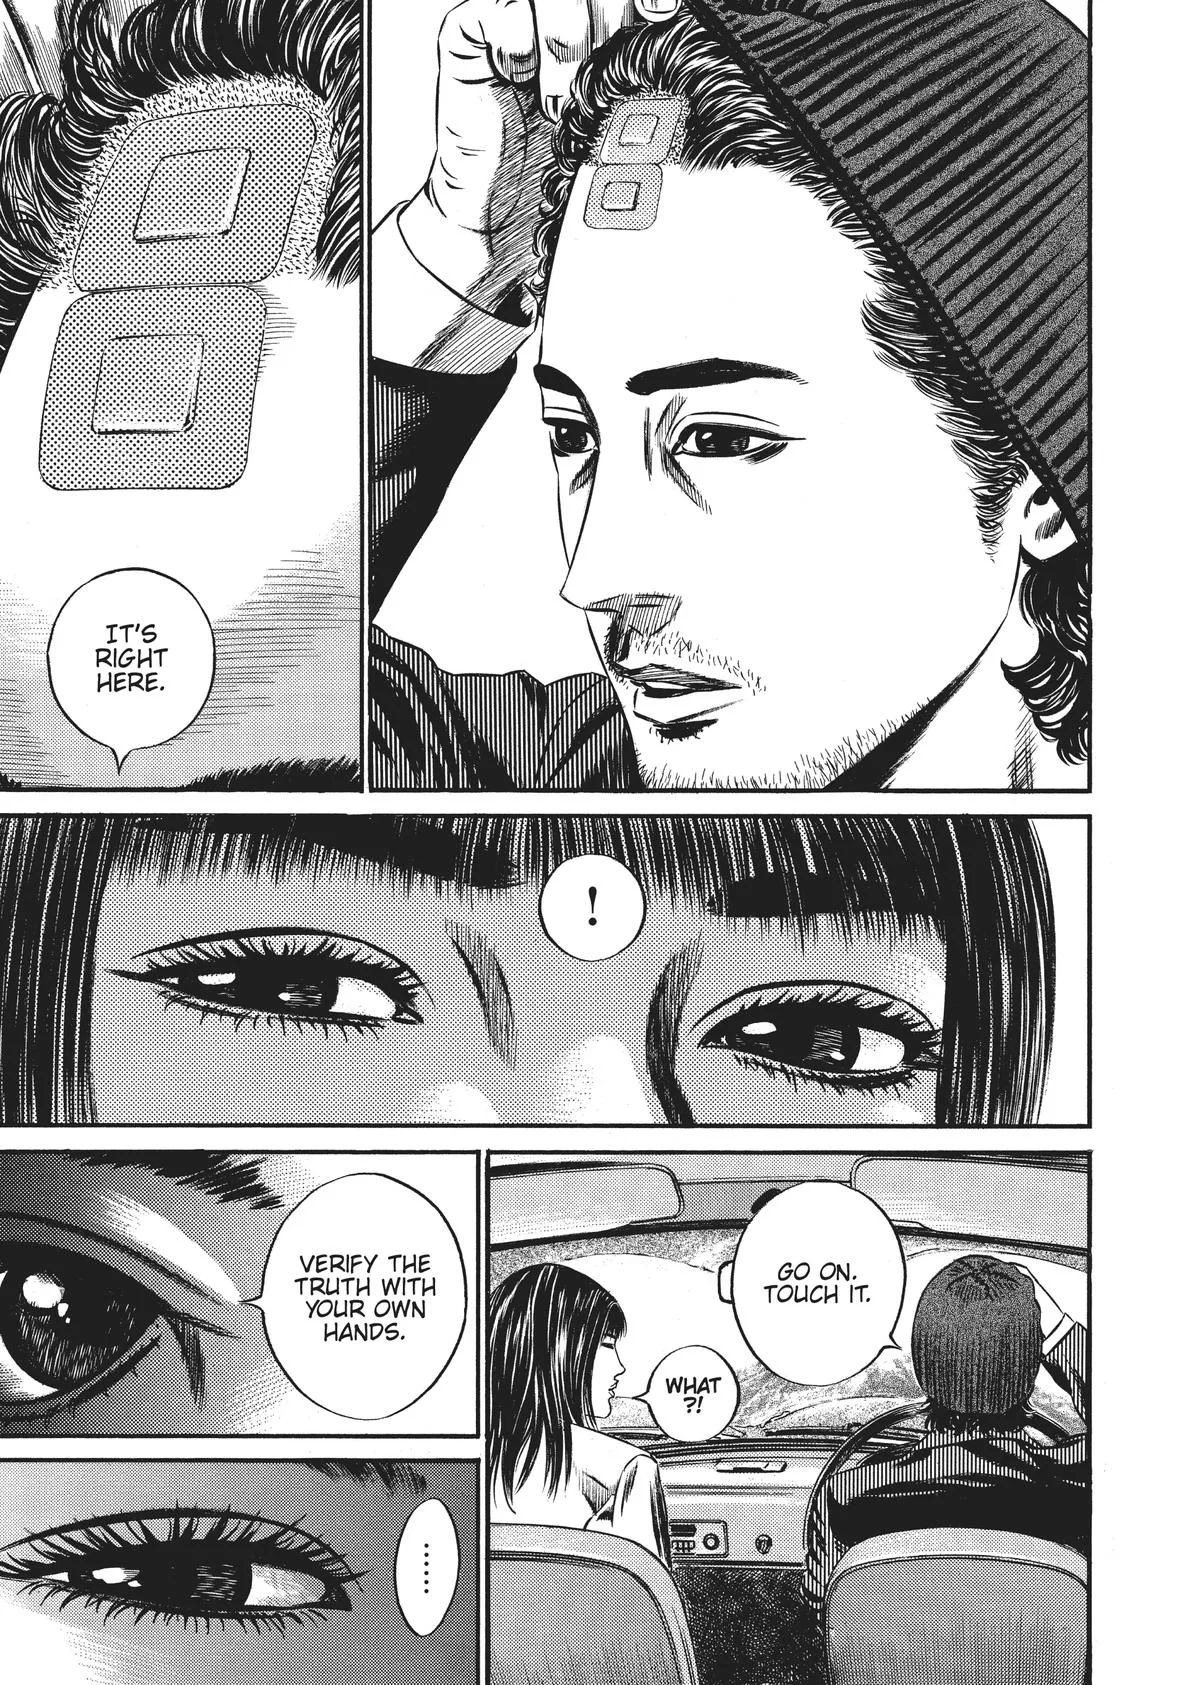 IT'S
RIGHT
HERE.
!
GO ON.
TOUCH IT.
WHAT
?!
VERIFY THE
TRUTH WITH
YOUR OWN
HANDS.
......